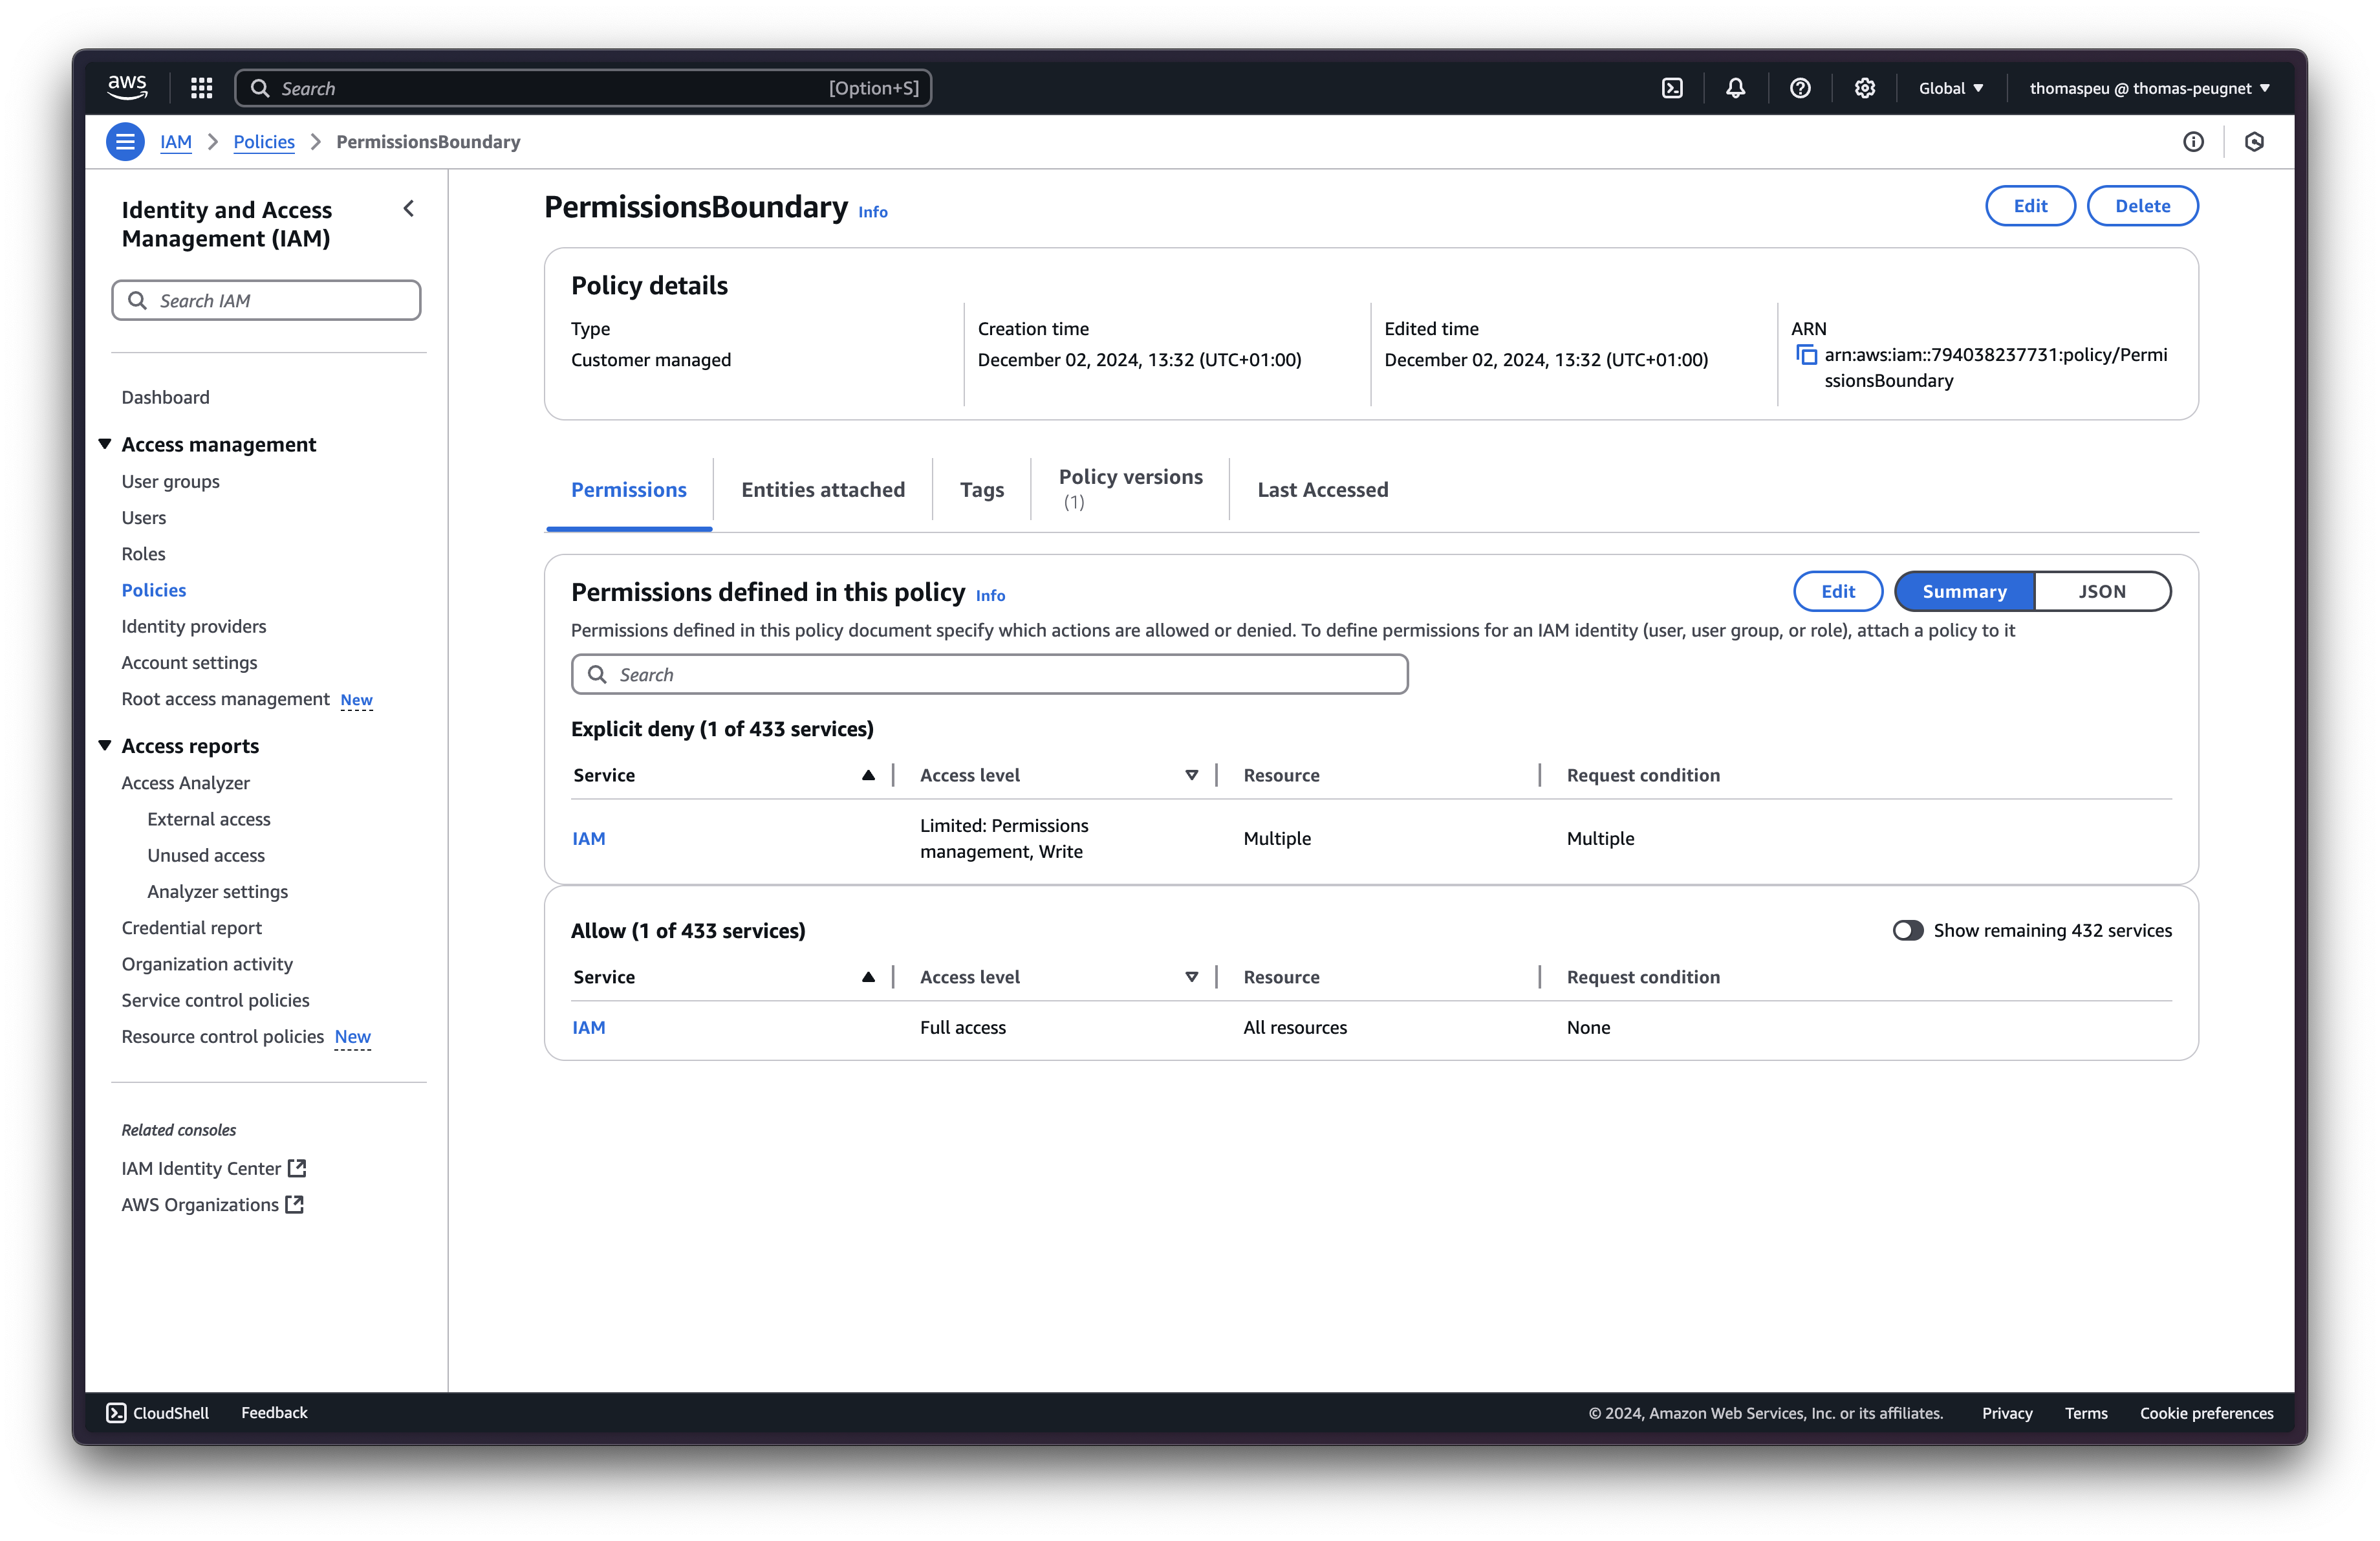 aws
Search [Option+S]
Global
thomaspeu @ thomas-peugnet
IAM
Policies
PermissionsBoundary
Identity and Access
Management (IAM)
Search IAM
Dashboard
Access management
User groups
Users
Roles
Policies
Identity providers
Account settings
Root access management New
Access reports
Access Analyzer
External access
Unused access
Analyzer settings
Credential report
Organization activity
Service control policies
Resource control policies New
Related consoles
IAM Identity Center
AWS Organizations
PermissionsBoundary Info
Edit
Delete
Policy details
Type
Customer managed
Creation time
December 02, 2024, 13:32 (UTC+01:00)
Edited time
December 02, 2024, 13:32 (UTC+01:00)
ARN
arn:aws:iam::794038237731:policy/Permi
ssionsBoundary
Permissions
Entities attached
Tags
Policy versions
(1)
Last Accessed
Permissions defined in this policy Info
Edit
Summary
JSON
Permissions defined in this policy document specify which actions are allowed or denied. To define permissions for an IAM identity (user, user group, or role), attach a policy to it
Search
Explicit deny (1 of 433 services)
Service Access level Resource Request condition
IAM
Limited: Permissions
management, Write
Multiple
Multiple
Allow (1 of 433 services)
Show remaining 432 services
Service Access level Resource Request condition
IAM Full access All resources None
CloudShell Feedback © 2024, Amazon Web Services, Inc. or its affiliates. Privacy Terms Cookie preferences